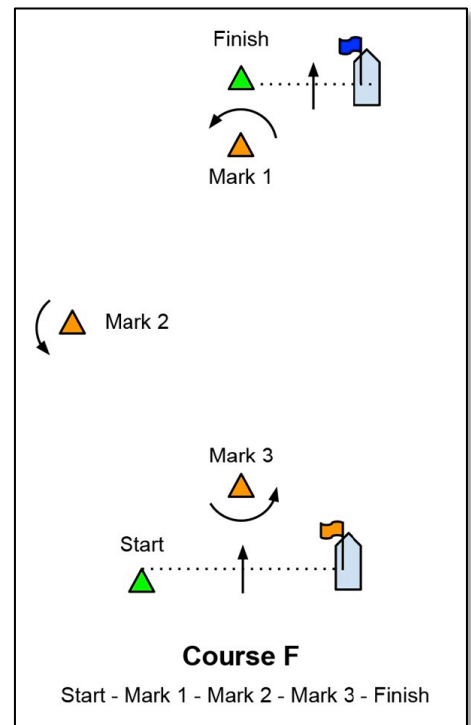 Finish
Mark 1
Mark 2
Mark 3
Start
Course F
Start - Mark 1 - Mark 2 - Mark 3 - Finish